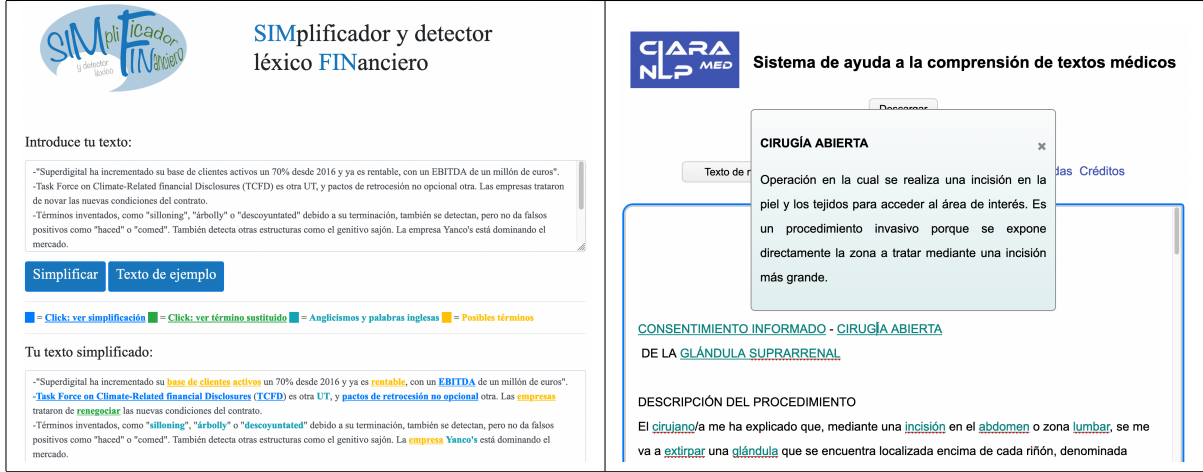 SIMplificador
FINanciero
y detector
léxico
SIMplificador y detector
léxico FINanciero
Introduce tu texto:
-"Superdigital ha incrementado su base de clientes activos un 70% desde 2016 y ya es rentable, con un EBITDA de un millón de euros".
-Task Force on Climate-Related financial Disclosures (TCFD) es otra UT, y pactos de retrocesión no opcional otra. Las empresas trataron
de novar las nuevas condiciones del contrato.
-Términos inventados, como "silloning", "árbolly" o "descoyuntated" debido a su terminación, también se detectan, pero no da falsos
positivos como "haced" o "comed". También detecta otras estructuras como el genitivo sajón. La empresa Yanco's está dominando el
mercado.
Simplificar Texto de ejemplo
= Click: ver simplificación = Click: ver término sustituido = Anglicismos y palabras inglesas = Posibles términos
Tu texto simplificado:
-"Superdigital ha incrementado su base de clientes activos un 70% desde 2016 y ya es rentable, con un EBITDA de un millón de euros".
-Task Force on Climate-Related financial Disclosures (TCFD) es otra UT, y pactos de retrocesión no opcional otra. Las empresas
trataron de renegociar las nuevas condiciones del contrato.
-Términos inventados, como "silloning", "árbolly" o "descoyuntated" debido a su terminación, también se detectan, pero no da falsos
positivos como "haced" o "comed". También detecta otras estructuras como el genitivo sajón. La empresa Yanco's está dominando el
mercado.
CLARA
NLP MED
Sistema de ayuda a la comprensión de textos médicos
Descargar
CIRUGÍA ABIERTA ×
Operación en la cual se realiza una incisión en la
piel y los tejidos para acceder al área de interés. Es
un procedimiento invasivo porque se expone
directamente la zona a tratar mediante una incisión
más grande.
Texto de das Créditos
CONSENTIMIENTO INFORMADO - CIRUGÍA ABIERTA
DE LA GLÁNDULA SUPRARRENAL
DESCRIPCIÓN DEL PROCEDIMIENTO
El cirujano/a me ha explicado que, mediante una incisión en el abdomen o zona lumbar, se me
va a extirpar una glándula que se encuentra localizada encima de cada riñón, denominada